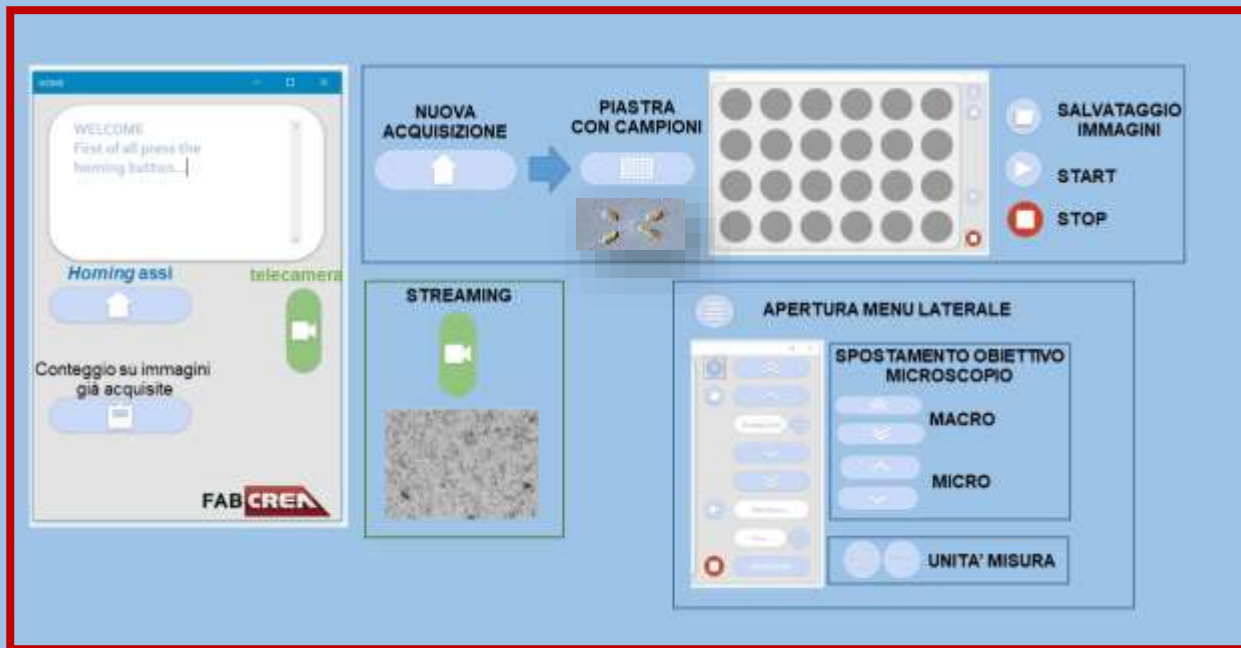 HOME
WELCOME
First of all press the
homing button...
Homing assi
telecamera
Conteggio su immagini
già acquisite
FABCREA
NUOVA
ACQUISIZIONE
PIASTRA
CON CAMPIONI
SALVATAGGIO
IMMAGINI
START
STOP
STREAMING
APERTURA MENU LATERALE
SPOSTAMENTO OBIETTIVO
MICROSCOPIO
MACRO
MICRO
UNITA' MISURA